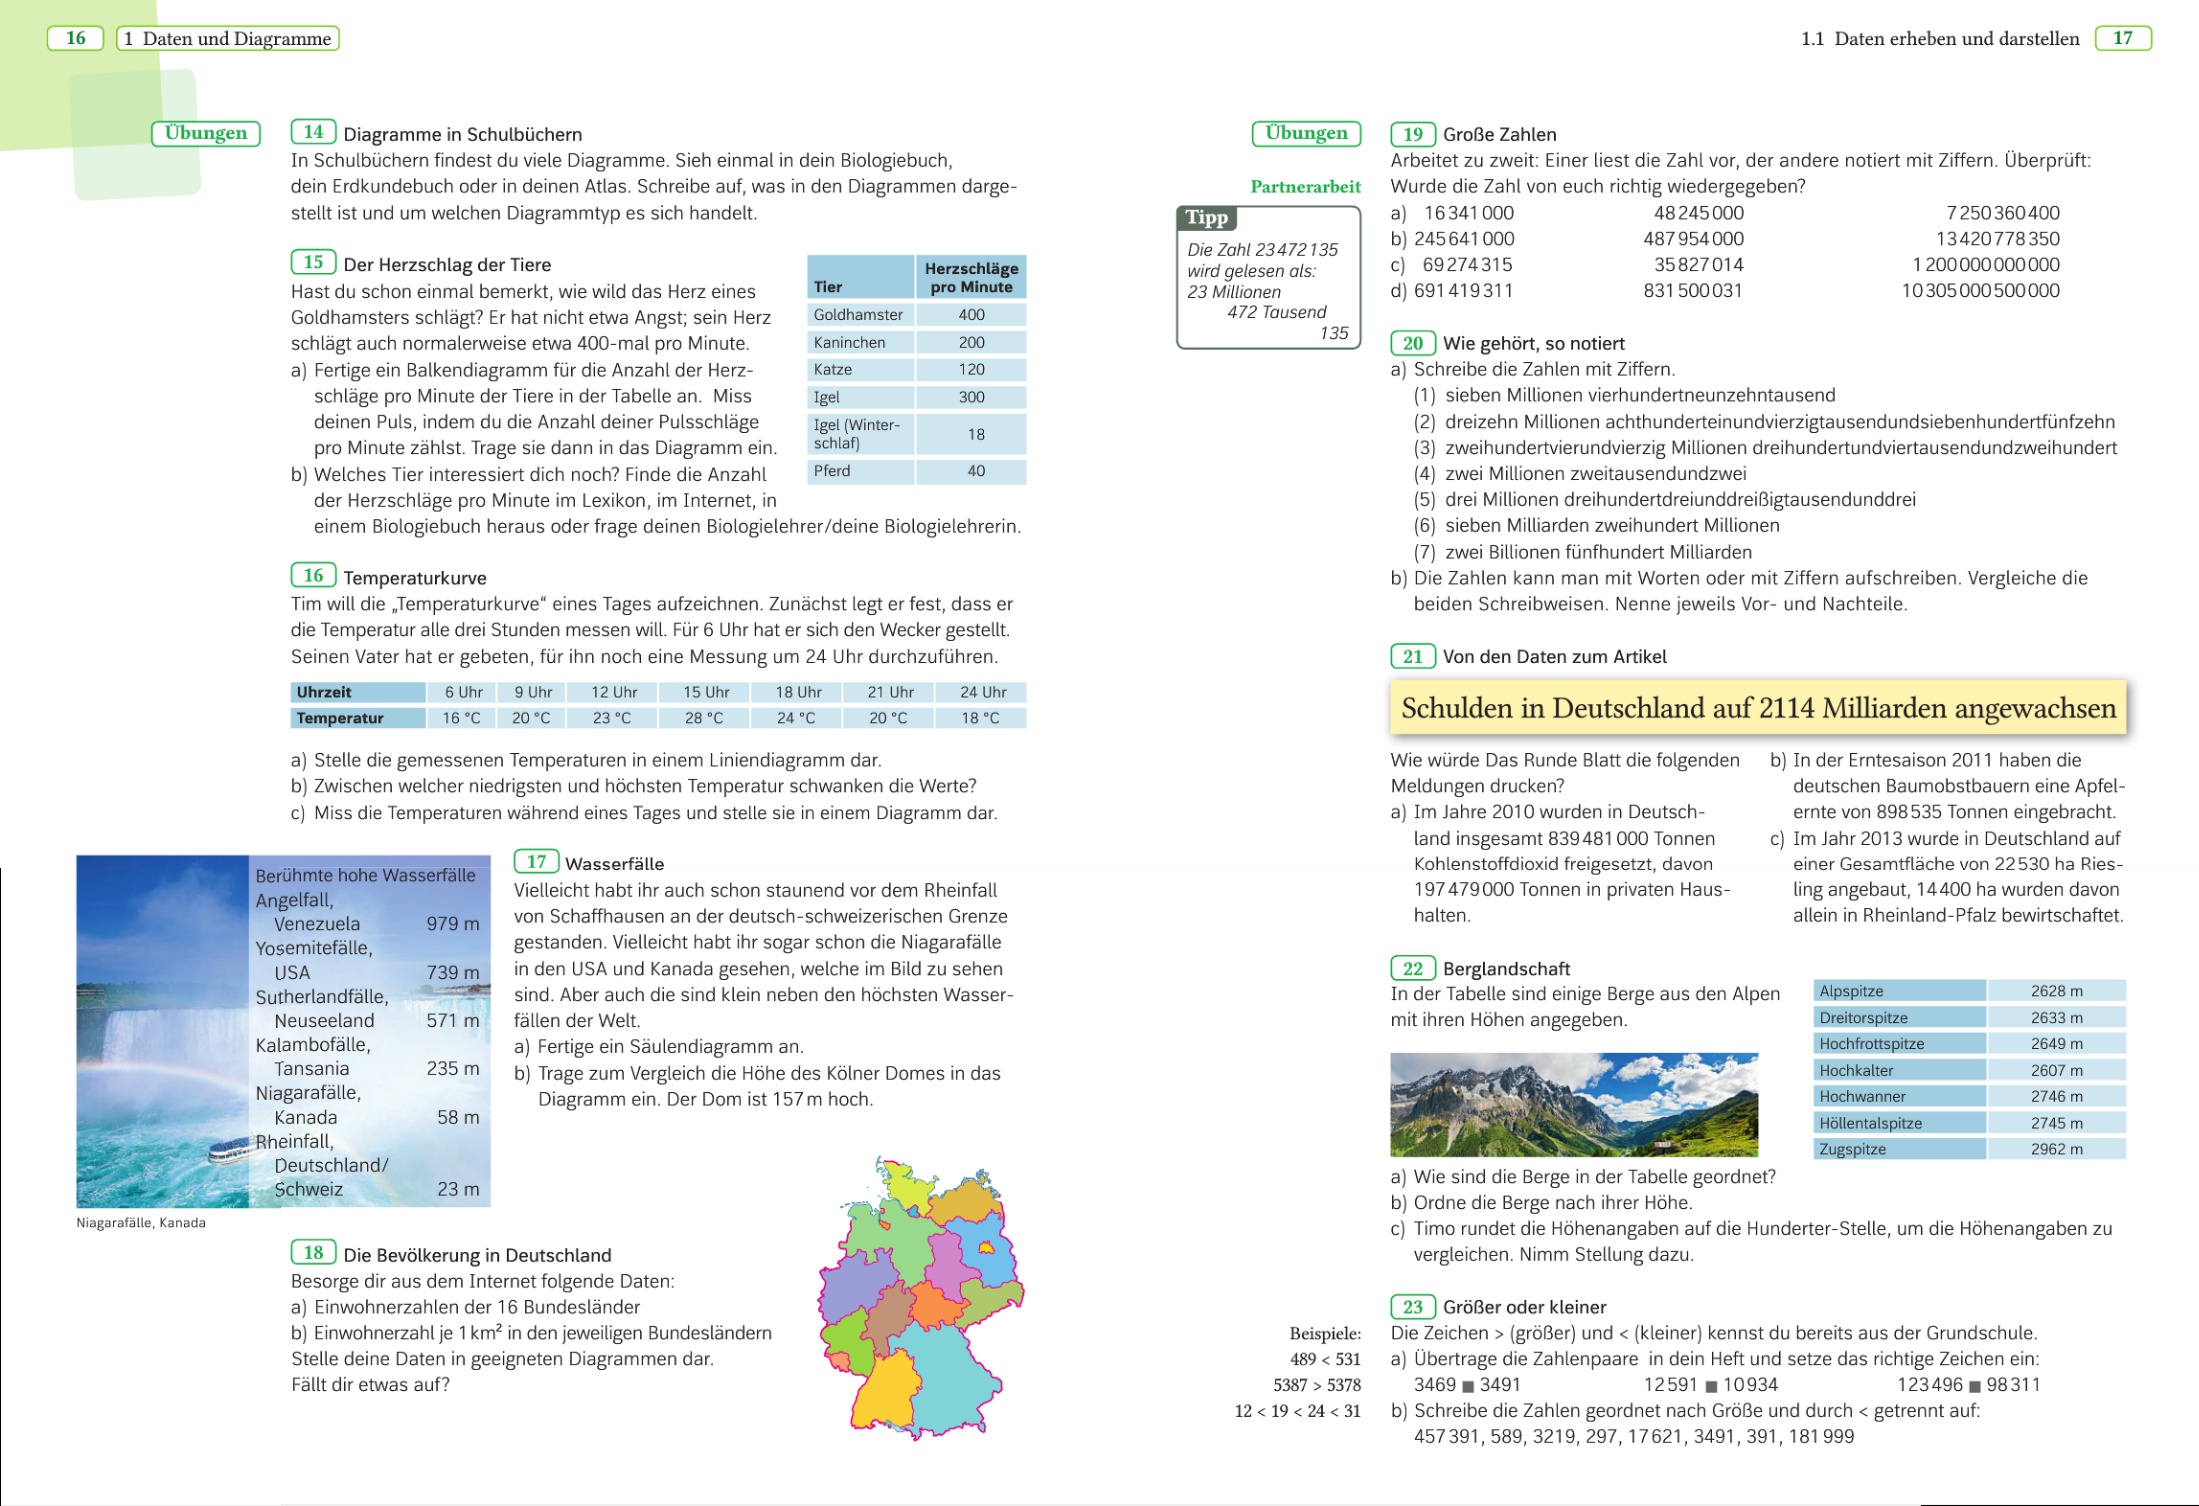 16
1 Daten und Diagramme
Übungen
14 Diagramme in Schulbüchern
In Schulbüchern findest du viele Diagramme. Sieh einmal in dein Biologiebuch,
dein Erdkundebuch oder in deinen Atlas. Schreibe auf, was in den Diagrammen darge-
stellt ist und um welchen Diagrammtyp es sich handelt.
15 Der Herzschlag der Tiere
Hast du schon einmal bemerkt, wie wild das Herz eines
Goldhamsters schlägt? Er hat nicht etwa Angst; sein Herz
schlägt auch normalerweise etwa 400-mal pro Minute.
a) Fertige ein Balkendiagramm für die Anzahl der Herz-
schläge pro Minute der Tiere in der Tabelle an. Miss
deinen Puls, indem du die Anzahl deiner Pulsschläge
pro Minute zählst. Trage sie dann in das Diagramm ein.
b) Welches Tier interessiert dich noch? Finde die Anzahl
der Herzschläge pro Minute im Lexikon, im Internet, in
einem Biologiebuch heraus oder frage deinen Biologielehrer/deine Biologielehrerin.
Tier Herzschläge
pro Minute
Goldhamster 400
Kaninchen 200
Katze 120
Igel 300
Igel (Winter-
schlaf) 18
Pferd 40
16 Temperaturkurve
Tim will die „Temperaturkurve“ eines Tages aufzeichnen. Zunächst legt er fest, dass er
die Temperatur alle drei Stunden messen will. Für 6 Uhr hat er sich den Wecker gestellt.
Seinen Vater hat er gebeten, für ihn noch eine Messung um 24 Uhr durchzuführen.
Uhrzeit 6 Uhr 9 Uhr 12 Uhr 15 Uhr 18 Uhr 21 Uhr 24 Uhr
Temperatur 16 °C 20 °C 23 °C 28 °C 24 °C 20 °C 18 °C
a) Stelle die gemessenen Temperaturen in einem Liniendiagramm dar.
b) Zwischen welcher niedrigsten und höchsten Temperatur schwanken die Werte?
c) Miss die Temperaturen während eines Tages und stelle sie in einem Diagramm dar.
Berühmte hohe Wasserfälle
Angelfall,
Venezuela 979 m
Yosemitefälle,
USA 739 m
Sutherlandfälle,
Neuseeland 571 m
Kalambofälle,
Tansania 235 m
Niagarafälle,
Kanada 58 m
Rheinfall,
Deutschland/
Schweiz 23 m
Niagarafälle, Kanada
17 Wasserfälle
Vielleicht habt ihr auch schon staunend vor dem Rheinfall
von Schaffhausen an der deutsch-schweizerischen Grenze
gestanden. Vielleicht habt ihr sogar schon die Niagarafälle
in den USA und Kanada gesehen, welche im Bild zu sehen
sind. Aber auch die sind klein neben den höchsten Wasser-
fällen der Welt.
a) Fertige ein Säulendiagramm an.
b) Trage zum Vergleich die Höhe des Kölner Domes in das
Diagramm ein. Der Dom ist 157 m hoch.
18 Die Bevölkerung in Deutschland
Besorge dir aus dem Internet folgende Daten:
a) Einwohnerzahlen der 16 Bundesländer
b) Einwohnerzahl je 1 km² in den jeweiligen Bundesländern
Stelle deine Daten in geeigneten Diagrammen dar.
Fällt dir etwas auf?
1.1 Daten erheben und darstellen
17
Übungen
Partnerarbeit
Tipp
Die Zahl 23 472 135
wird gelesen als:
23 Millionen
472 Tausend
135
19 Große Zahlen
Arbeitet zu zweit: Einer liest die Zahl vor, der andere notiert mit Ziffern. Überprüft:
Wurde die Zahl von euch richtig wiedergegeben?
a) 16 341 000 48 245 000 7 250 360 400
b) 245 641 000 487 954 000 13 420 778 350
c) 69 274 315 35 827 014 1 200 000 000 000
d) 691 419 311 831 500 031 10 305 000 500 000
20 Wie gehört, so notiert
a) Schreibe die Zahlen mit Ziffern.
(1) sieben Millionen vierhundertneunzehntausend
(2) dreizehn Millionen achthunderteinundvierzigtausendundsiebenhundertfünfzehn
(3) zweihundertvierundvierzig Millionen dreihundertundviertausendundzweihundert
(4) zwei Millionen zweitausendundzwei
(5) drei Millionen dreihundertdreiunddreißigtausendunddrei
(6) sieben Milliarden zweihundert Millionen
(7) zwei Billionen fünfhundert Milliarden
b) Die Zahlen kann man mit Worten oder mit Ziffern aufschreiben. Vergleiche die
beiden Schreibweisen. Nenne jeweils Vor- und Nachteile.
21 Von den Daten zum Artikel
Schulden in Deutschland auf 2114 Milliarden angewachsen
Wie würde Das Runde Blatt die folgenden
Meldungen drucken?
a) Im Jahre 2010 wurden in Deutsch-
land insgesamt 839 481 000 Tonnen
Kohlenstoffdioxid freigesetzt, davon
197 479 000 Tonnen in privaten Haus-
halten.
b) In der Erntesaison 2011 haben die
deutschen Baumobstbauern eine Apfel-
ernte von 898 535 Tonnen eingebracht.
c) Im Jahr 2013 wurde in Deutschland auf
einer Gesamtfläche von 22 530 ha Ries-
ling angebaut, 14 400 ha wurden davon
allein in Rheinland-Pfalz bewirtschaftet.
22 Berglandschaft
In der Tabelle sind einige Berge aus den Alpen
mit ihren Höhen angegeben.
Alpspitze 2628 m
Dreitorspitze 2633 m
Hochfrottspitze 2649 m
Hochkalter 2607 m
Hochwanner 2746 m
Höllentalspitze 2745 m
Zugspitze 2962 m
a) Wie sind die Berge in der Tabelle geordnet?
b) Ordne die Berge nach ihrer Höhe.
c) Timo rundet die Höhenangaben auf die Hunderter-Stelle, um die Höhenangaben zu
vergleichen. Nimm Stellung dazu.
23 Größer oder kleiner
Die Zeichen > (größer) und < (kleiner) kennst du bereits aus der Grundschule.
a) Übertrage die Zahlenpaare in dein Heft und setze das richtige Zeichen ein:
3469 ■ 3491 12 591 ■ 10 934 123 496 ■ 98 311
b) Schreibe die Zahlen geordnet nach Größe und durch < getrennt auf:
457 391, 589, 3219, 297, 17 621, 3491, 391, 181 999
Beispiele:
489 < 531
5387 > 5378
12 < 19 < 24 < 31